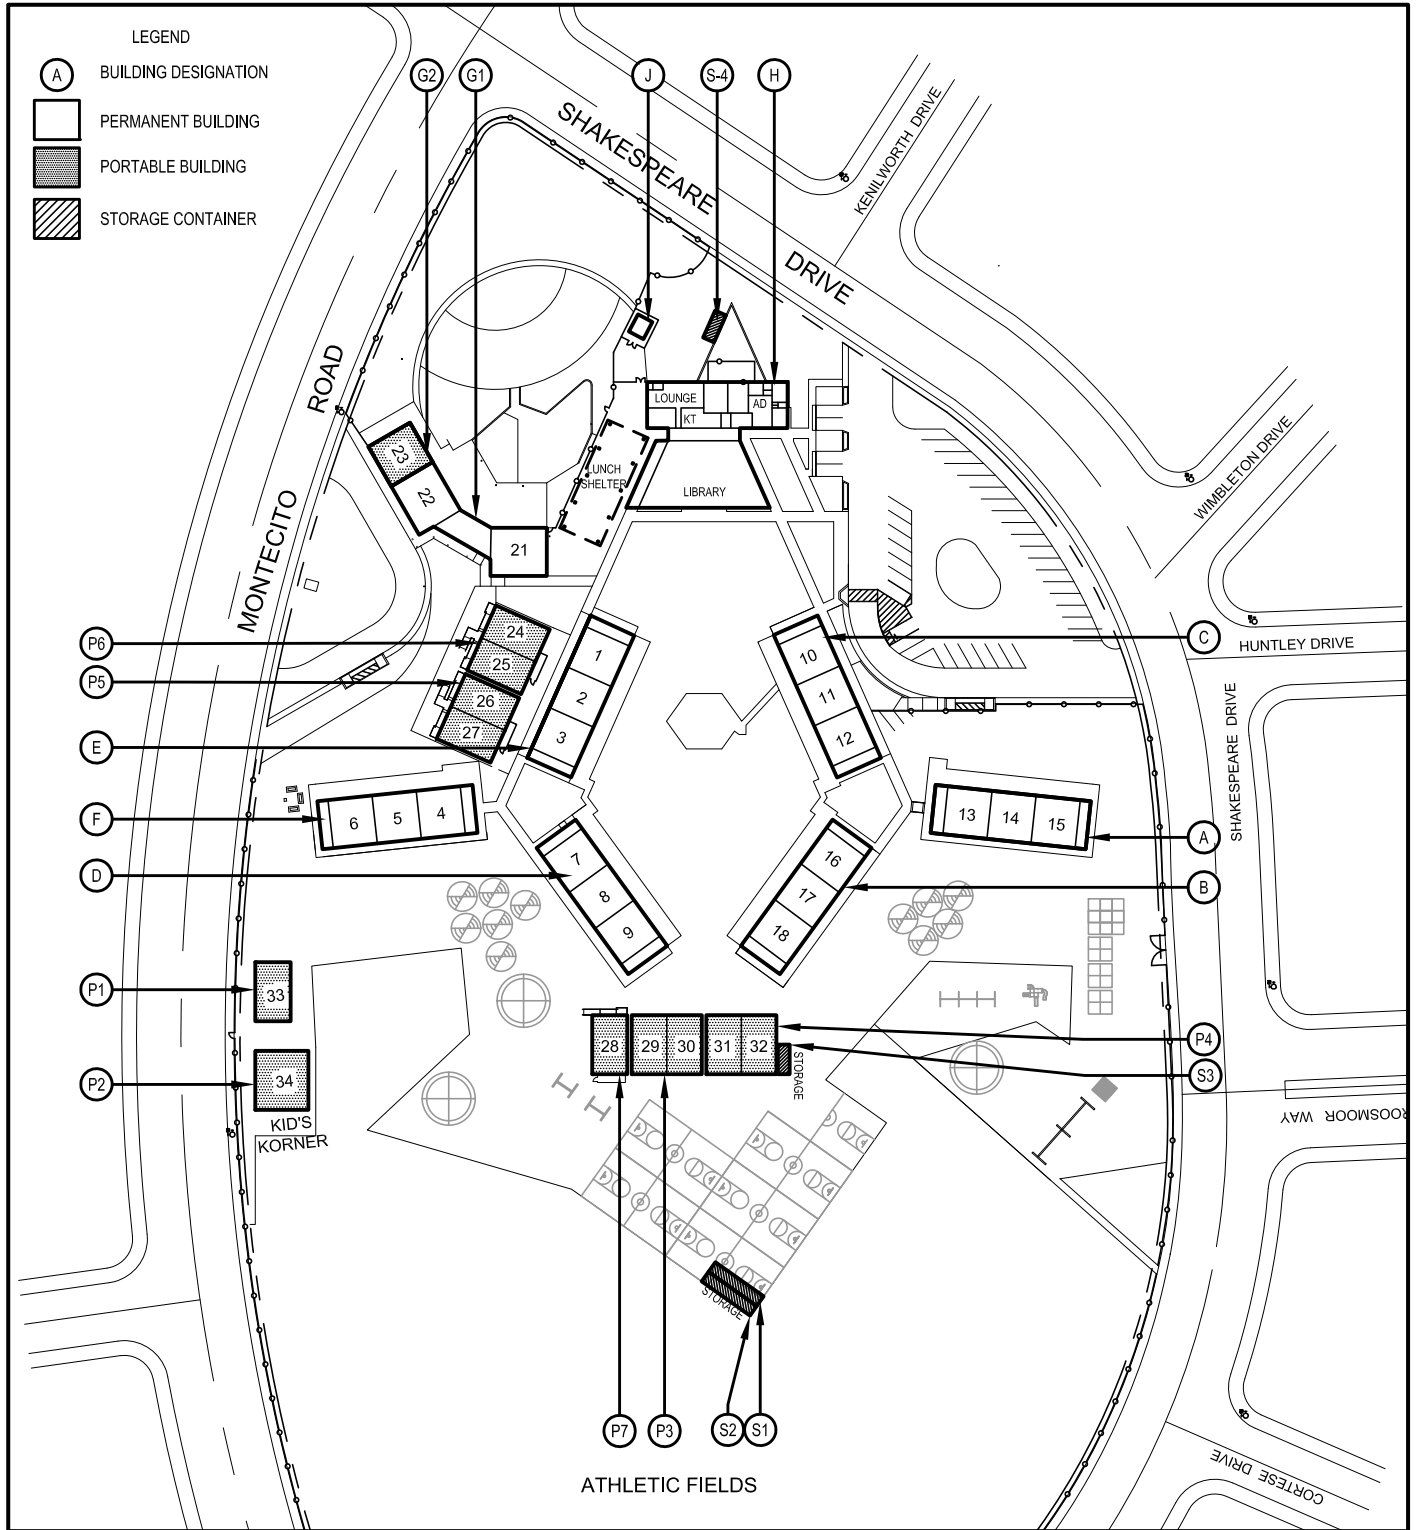 LEGEND
A BUILDING DESIGNATION
PERMANENT BUILDING
PORTABLE BUILDING
STORAGE CONTAINER
G2 G1 J S-4 H
SHAKESPEARE DRIVE
KENILWORTH DRIVE
MONTECITO ROAD
WIMBLETON DRIVE
HUNTLEY DRIVE
SHAKESPEARE DRIVE
LOUNGE
AD
KT
LIBRARY
LUNCH
SHELTER
23
22
21
P6
P5
E
F
D
P1
P2
C
A
B
P4
S3
24
25
26
27
1
2
3
10
11
12
6 5 4
13 14 15
7
8
9
16
17
18
33
34
KID'S
KORNER
28 29 30 31 32
STORAGE
ROOSMOOR WAY
STORAGE
P7 P3 S2 S1
ATHLETIC FIELDS
CORTESE DRIVE